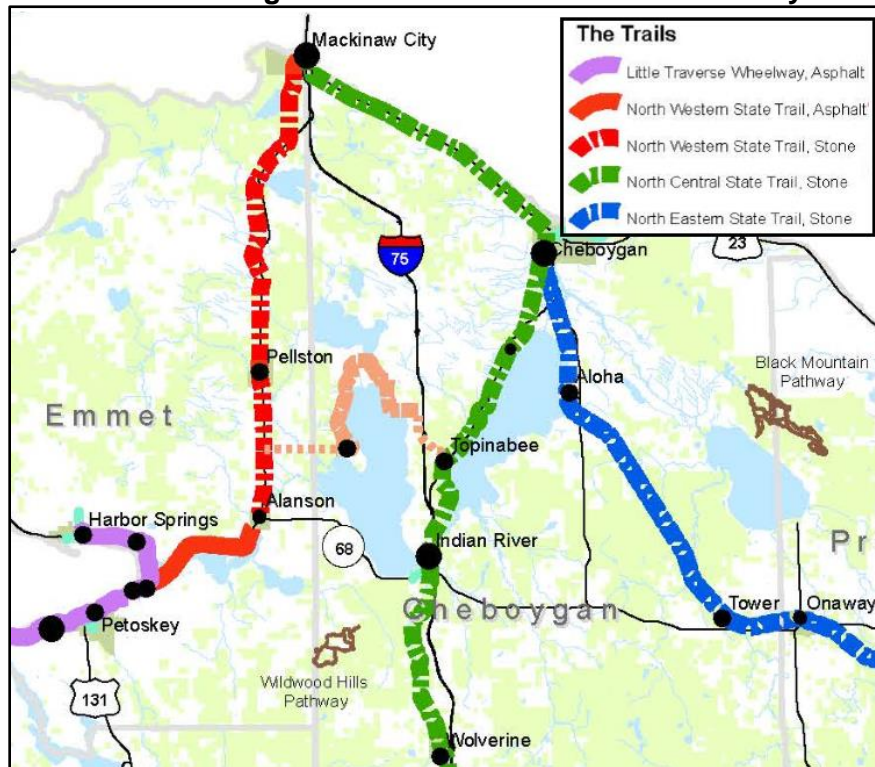 Mackinaw City
The Trails
Little Traverse Wheelway, Asphalt
North Western State Trail, Asphalt
North Western State Trail, Stone
North Central State Trail, Stone
North Eastern State Trail, Stone
Cheboygan
23
75
Pellston
Aloha
Black Mountain
Pathway
Emmet
Topinabee
Alanson
Harbor Springs
68
Indian River
Pr
Cheboygan
Tower
Onaway
Petoskey
Wildwood Hills
Pathway
131
Wolverine